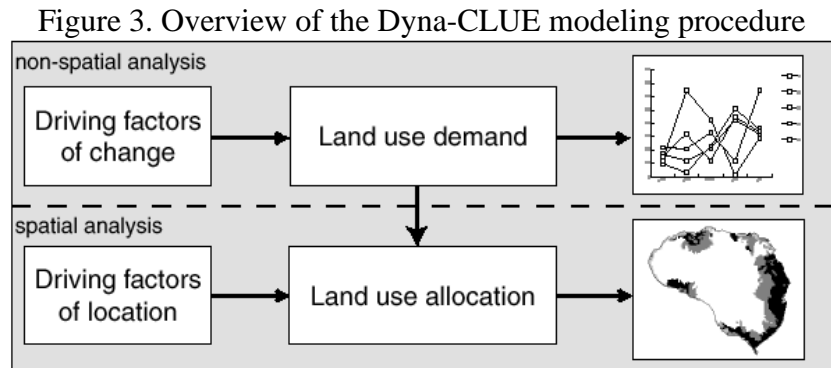 Figure 3. Overview of the Dyna-CLUE modeling procedure
non-spatial analysis
Driving factors
of change
Land use demand
spatial analysis
Driving factors
of location
Land use allocation